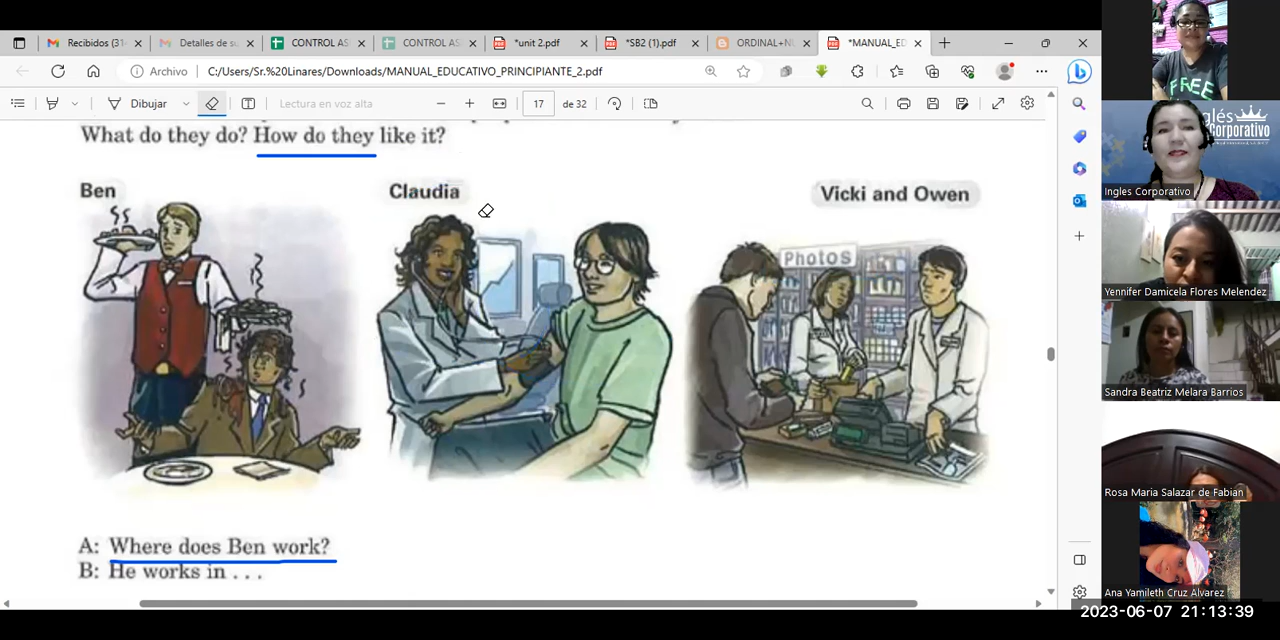 Recibidos (31-
Detalles de su
CONTROL AS
CONTROL AS
*unit 2.pdf
*SB2 (1).pdf
ORDINAL+N
*MANUAL_ED
Archivo
C:/Users/Sr.%20Linares/Downloads/MANUAL_EDUCATIVO_PRINCIPIANTE_2.pdf
Dibujar
Lectura en voz alta
17
de 32
What do they do? How do they like it?
Ben
Claudia
Vicki and Owen
Photos
A: Where does Ben work?
B: He works in . . .
FREE
glés
Corporativo
Ingles Corporativo
Yennifer Damicela Flores Melendez
Sandra Beatriz Melara Barrios
Rosa Maria Salazar de Fabian
Ana Yamileth Cruz Alvarez
2023-06-07 21:13:39